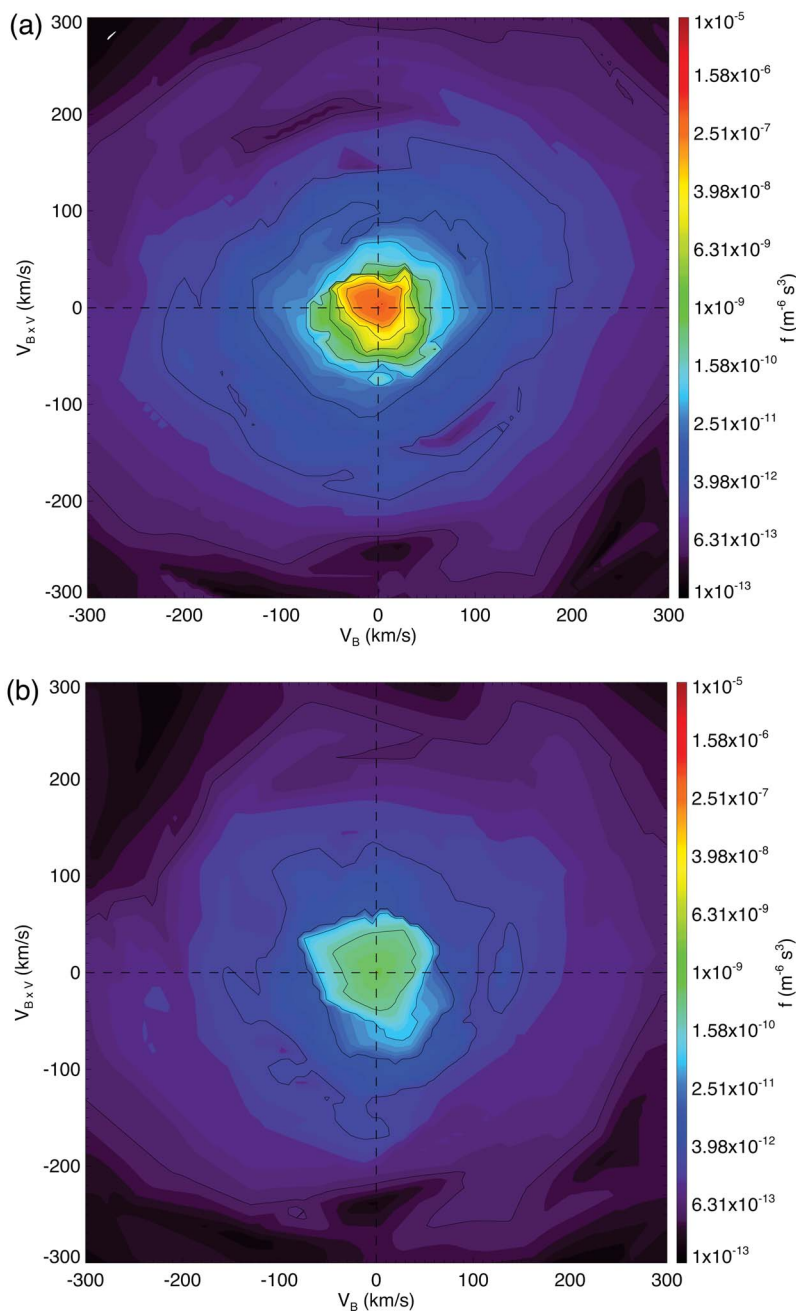 (a)
300
200
100
0
-100
-200
-300
V_B x V (km/s)
-300 -200 -100 0 100 200 300
V_B (km/s)
1x10^-5
1.58x10^-6
2.51x10^-7
3.98x10^-8
6.31x10^-9
1x10^-9
1.58x10^-10
2.51x10^-11
3.98x10^-12
6.31x10^-13
1x10^-13
f (m^-6 s^3)
(b)
300
200
100
0
-100
-200
-300
V_B x V (km/s)
-300 -200 -100 0 100 200 300
V_B (km/s)
1x10^-5
1.58x10^-6
2.51x10^-7
3.98x10^-8
6.31x10^-9
1x10^-9
1.58x10^-10
2.51x10^-11
3.98x10^-12
6.31x10^-13
1x10^-13
f (m^-6 s^3)